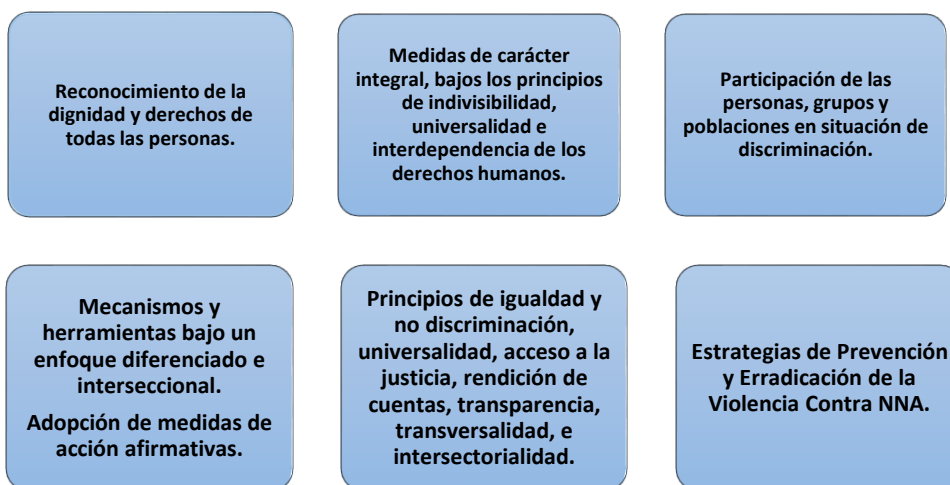 Reconocimiento de la
dignidad y derechos de
todas las personas.
Medidas de carácter
integral, bajos los principios
de indivisibilidad,
universalidad e
interdependencia de los
derechos humanos.
Participación de las
personas, grupos y
poblaciones en situación de
discriminación.
Mecanismos y
herramientas bajo un
enfoque diferenciado e
interseccional.
Adopción de medidas de
acción afirmativas.
Principios de igualdad y
no discriminación,
universalidad, acceso a la
justicia, rendición de
cuentas, transparencia,
transversalidad, e
intersectorialidad.
Estrategias de Prevención
y Erradicación de la
Violencia Contra NNA.